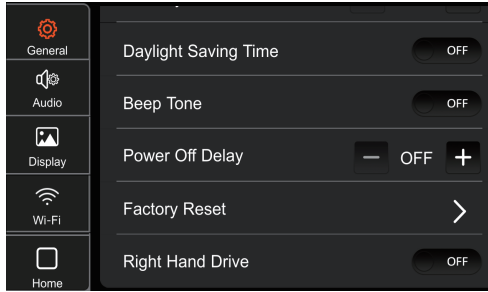 General
Audio
Display
Wi-Fi
Home
Daylight Saving Time OFF
Beep Tone OFF
Power Off Delay − OFF +
Factory Reset
Right Hand Drive OFF